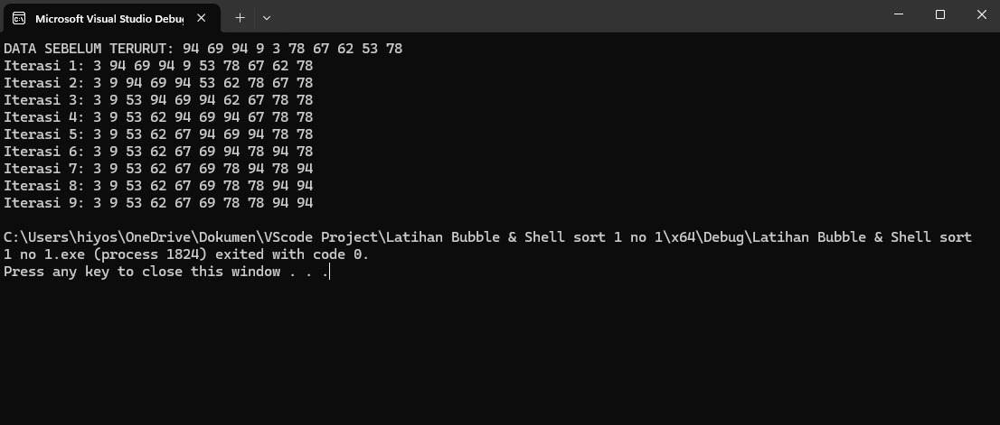 Microsoft Visual Studio Debug
DATA SEBELUM TERURUT: 94 69 94 9 3 78 67 62 53 78
Iterasi 1: 3 94 69 94 9 53 78 67 62 78
Iterasi 2: 3 9 94 69 94 53 62 78 67 78
Iterasi 3: 3 9 53 94 69 94 62 67 78 78
Iterasi 4: 3 9 53 62 94 69 94 67 78 78
Iterasi 5: 3 9 53 62 67 94 69 94 78 78
Iterasi 6: 3 9 53 62 67 69 94 78 94 78
Iterasi 7: 3 9 53 62 67 69 78 94 78 94
Iterasi 8: 3 9 53 62 67 69 78 78 94 94
Iterasi 9: 3 9 53 62 67 69 78 78 94 94
C:\Users\hiyos\OneDrive\Dokumen\VScode Project\Latihan Bubble & Shell sort 1 no 1\x64\Debug\Latihan Bubble & Shell sort
1 no 1.exe (process 1824) exited with code 0.
Press any key to close this window . . .